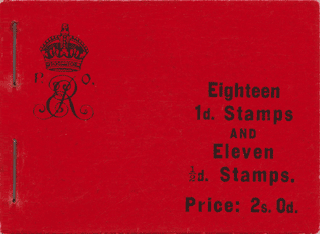 P. O.
Eighteen
1d. Stamps
AND
Eleven
½d. Stamps.
Price: 2s. 0d.